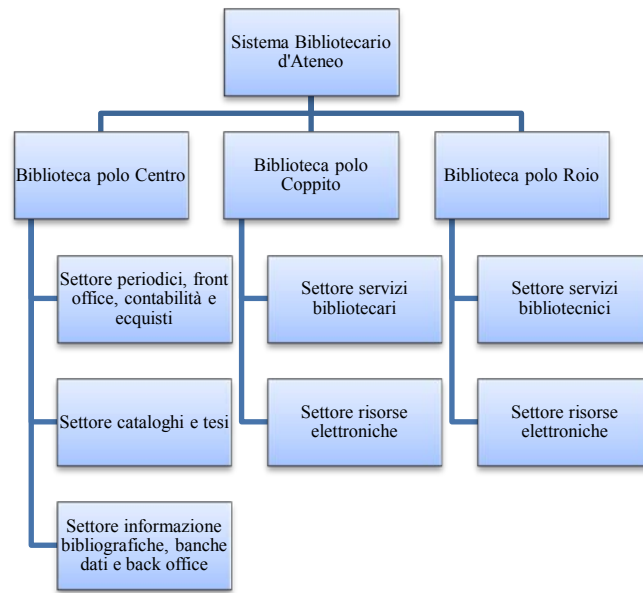 Sistema Bibliotecario
d'Ateneo
Biblioteca polo Centro
Biblioteca polo
Coppito
Biblioteca polo Roio
Settore periodici, front
office, contabilità e
ecquisti
Settore servizi
bibliotecari
Settore servizi
bibliotecnici
Settore cataloghi e tesi
Settore risorse
elettroniche
Settore risorse
elettroniche
Settore informazione
bibliografiche, banche
dati e back office